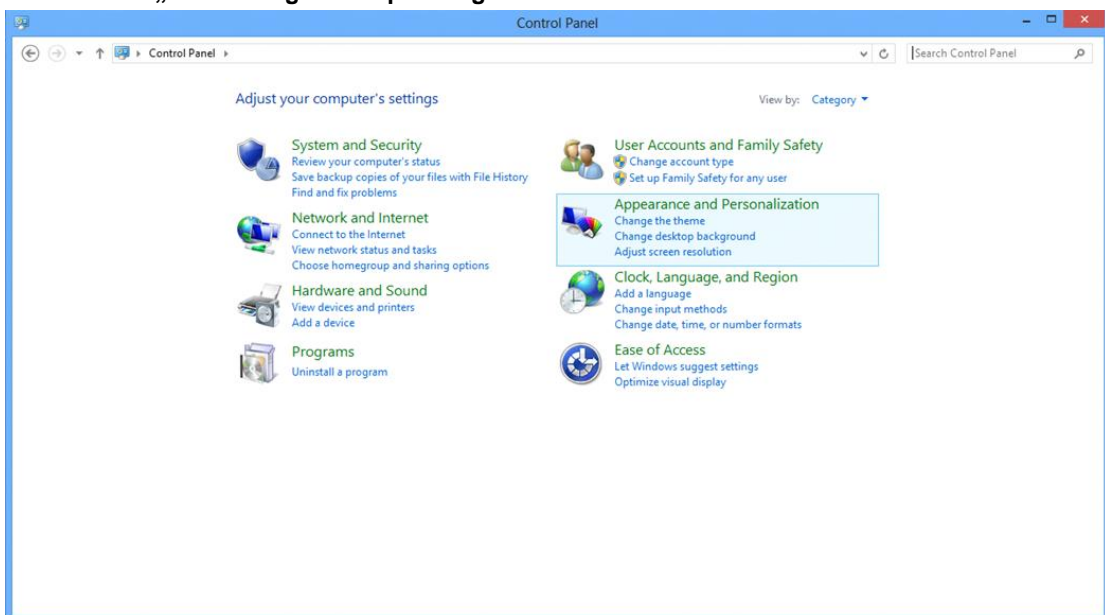 Control Panel
Control Panel
Search Control Panel
Adjust your computer's settings
View by: Category
System and Security
Review your computer's status
Save backup copies of your files with File History
Find and fix problems
Network and Internet
Connect to the Internet
View network status and tasks
Choose homegroup and sharing options
Hardware and Sound
View devices and printers
Add a device
Programs
Uninstall a program
User Accounts and Family Safety
Change account type
Set up Family Safety for any user
Appearance and Personalization
Change the theme
Change desktop background
Adjust screen resolution
Clock, Language, and Region
Add a language
Change input methods
Change date, time, or number formats
Ease of Access
Let Windows suggest settings
Optimize visual display